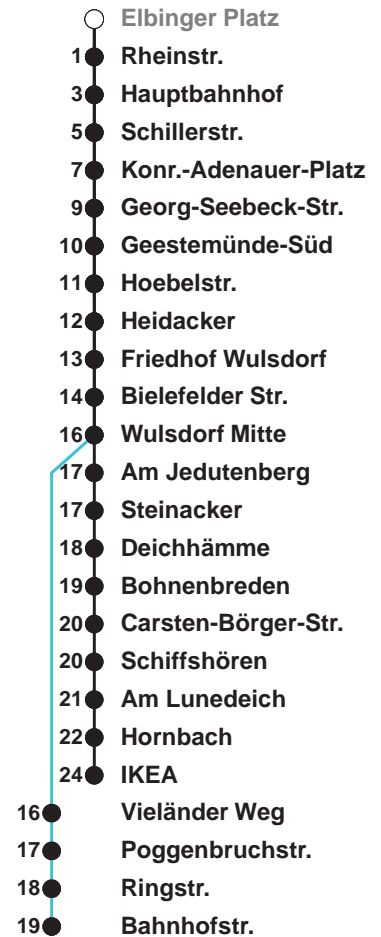 Elbinger Platz
1 Rheinstr.
3 Hauptbahnhof
5 Schillerstr.
7 Konr.-Adenauer-Platz
9 Georg-Seebeck-Str.
10 Geestemünde-Süd
11 Hoebelstr.
12 Heidacker
13 Friedhof Wulsdorf
14 Bielefelder Str.
16 Wulsdorf Mitte
17 Am Jedutenberg
17 Steinacker
18 Deichhämme
19 Bohnenbreden
20 Carsten-Börger-Str.
20 Schiffshören
21 Am Lunedeich
22 Hornbach
24 IKEA
16 Vieländer Weg
17 Poggenbruchstr.
18 Ringstr.
19 Bahnhofstr.